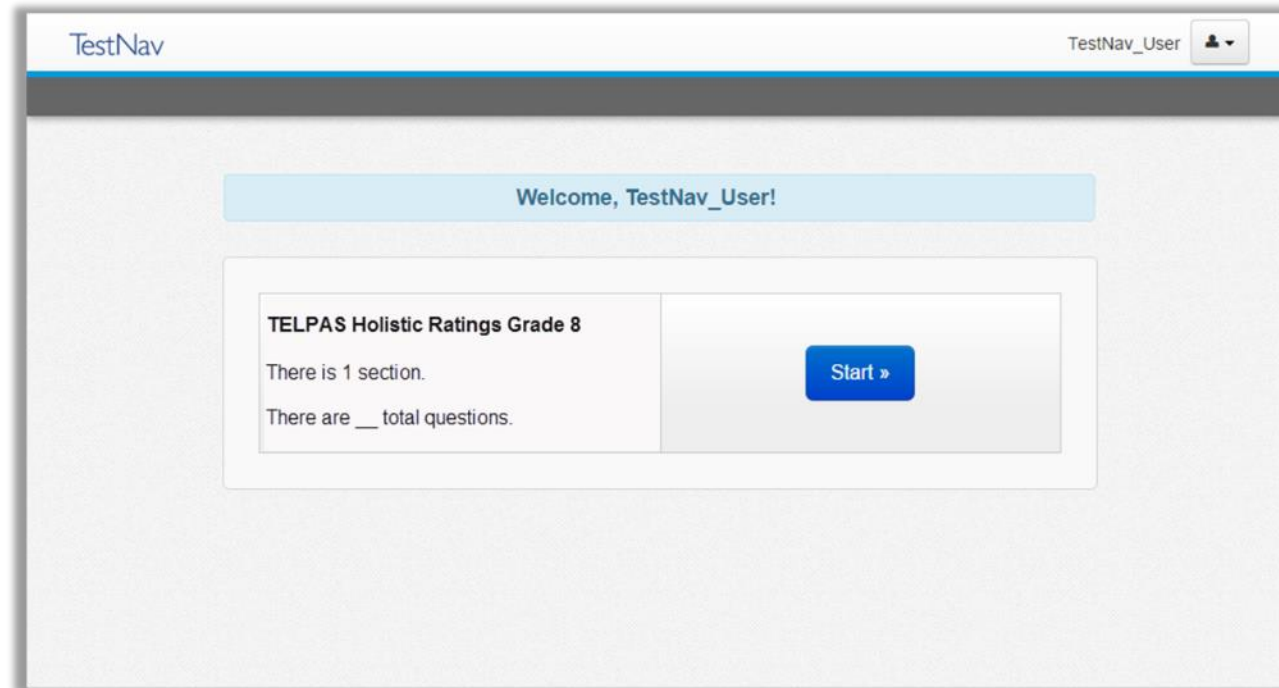 TestNav
TestNav_User
Welcome, TestNav_User!
TELPAS Holistic Ratings Grade 8
There is 1 section.
There are __ total questions.
Start »